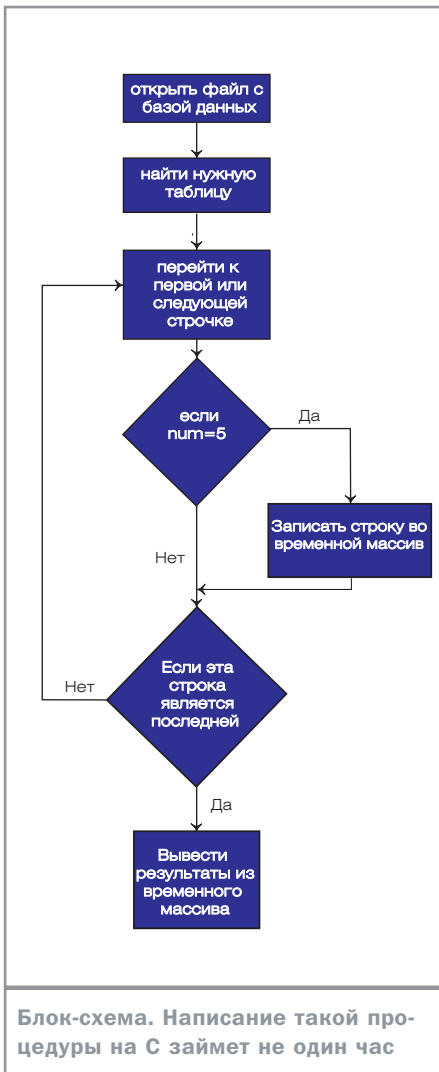 открыть файл с
базой данных
найти нужную
таблицу
перейти к
первой или
следующей
строчке
если
num=5
Да
Записать строку во
временной массив
Нет
Если эта
строка
является
последней
Нет
Да
Вывести
результаты из
временного
массива
Блок-схема. Написание такой про-
цедуры на С займет не один час